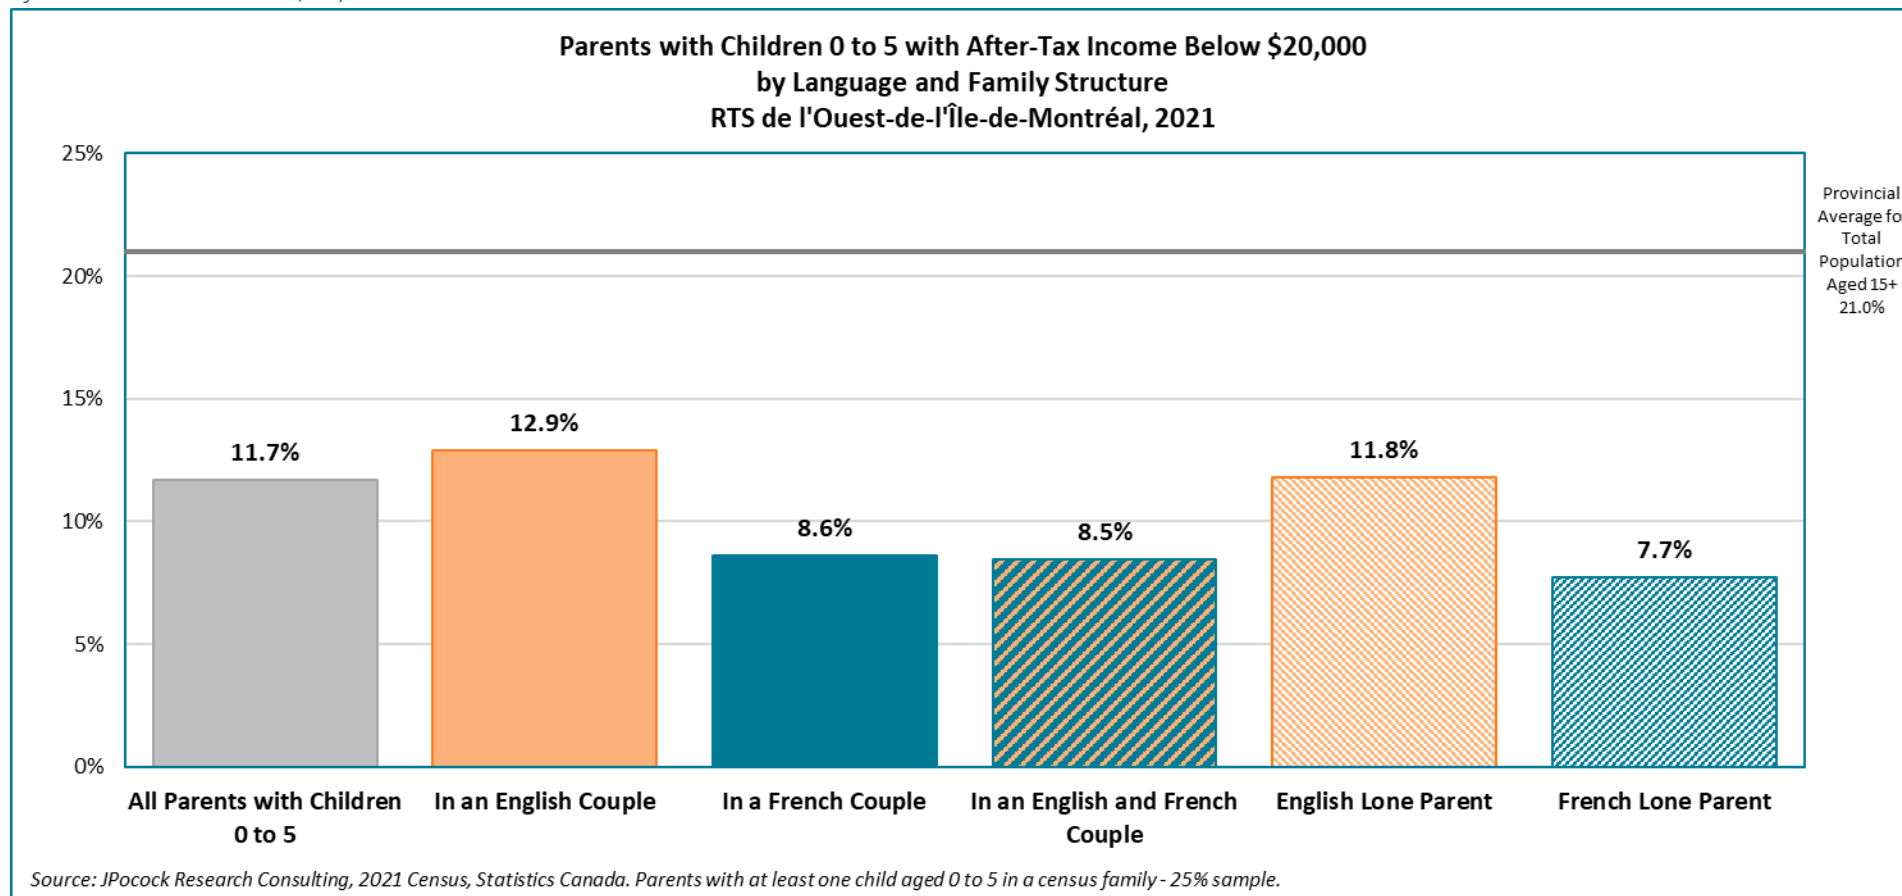 Parents with Children 0 to 5 with After-Tax Income Below $20,000
by Language and Family Structure
RTS de l'Ouest-de-l'Île-de-Montréal, 2021
25%
20%
15%
10%
5%
0%
11.7%
12.9%
8.6%
8.5%
11.8%
7.7%
Provincial
Average fo
Total
Population
Aged 15+
21.0%
All Parents with Children
0 to 5
In an English Couple
In a French Couple
In an English and French
Couple
English Lone Parent
French Lone Parent
Source: JPocock Research Consulting, 2021 Census, Statistics Canada. Parents with at least one child aged 0 to 5 in a census family - 25% sample.